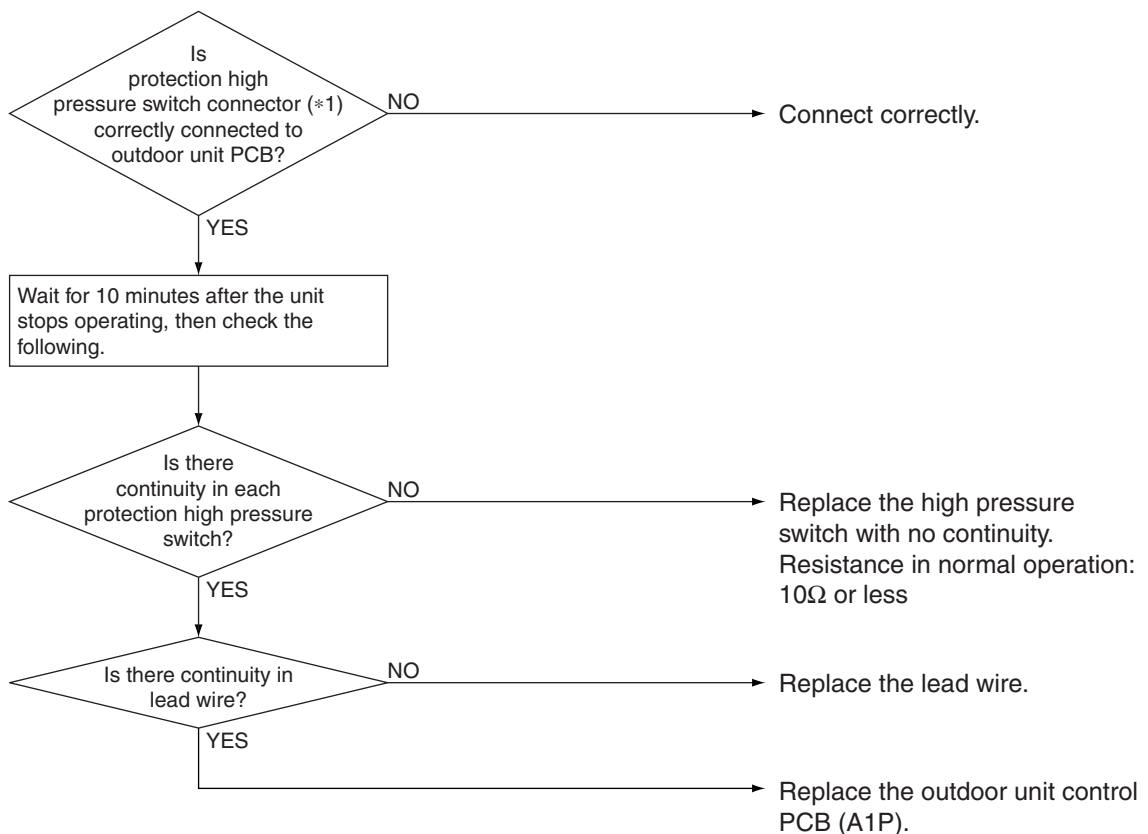 Is
protection high
pressure switch connector (*1)
correctly connected to
outdoor unit PCB?
NO
Connect correctly.
YES
Wait for 10 minutes after the unit
stops operating, then check the
following.
Is there
continuity in each
protection high pressure
switch?
NO
Replace the high pressure
switch with no continuity.
Resistance in normal operation:
10Ω or less
YES
Is there continuity in
lead wire?
NO
Replace the lead wire.
YES
Replace the outdoor unit control
PCB (A1P).